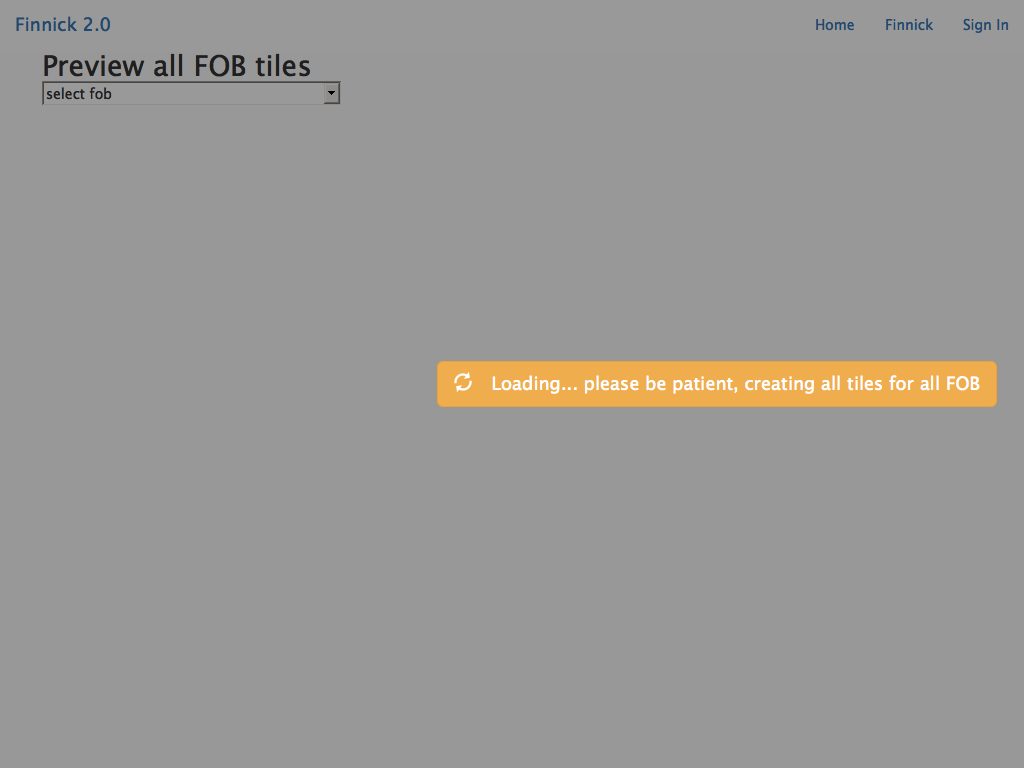 Finnick 2.0
Home
Finnick
Sign In
Preview all FOB tiles
select fob
Loading... please be patient, creating all tiles for all FOB